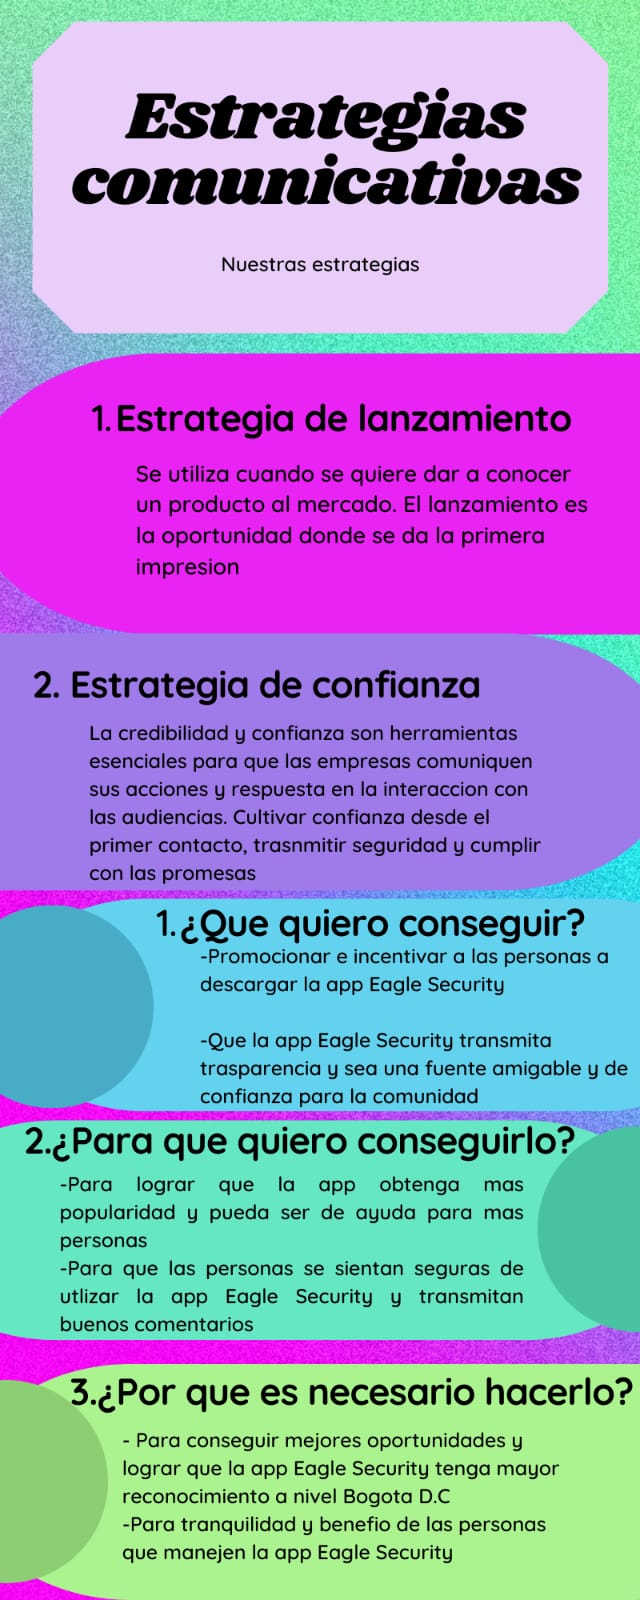 Estrategias
comunicativas
Nuestras estrategias
1. Estrategia de lanzamiento
Se utiliza cuando se quiere dar a conocer
un producto al mercado. El lanzamiento es
la oportunidad donde se da la primera
impresion
2. Estrategia de confianza
La credibilidad y confianza son herramientas
esenciales para que las empresas comuniquen
sus acciones y respuesta en la interaccion con
las audiencias. Cultivar confianza desde el
primer contacto, trasnmitir seguridad y cumplir
con las promesas
1. ¿Que quiero conseguir?
-Promocionar e incentivar a las personas a
descargar la app Eagle Security
-Que la app Eagle Security transmita
trasparencia y sea una fuente amigable y de
confianza para la comunidad
2.¿Para que quiero conseguirlo?
-Para lograr que la app obtenga mas
popularidad y pueda ser de ayuda para mas
personas
-Para que las personas se sientan seguras de
utlizar la app Eagle Security y transmitan
buenos comentarios
3.¿Por que es necesario hacerlo?
- Para conseguir mejores oportunidades y
lograr que la app Eagle Security tenga mayor
reconocimiento a nivel Bogota D.C
-Para tranquilidad y benefio de las personas
que manejen la app Eagle Security